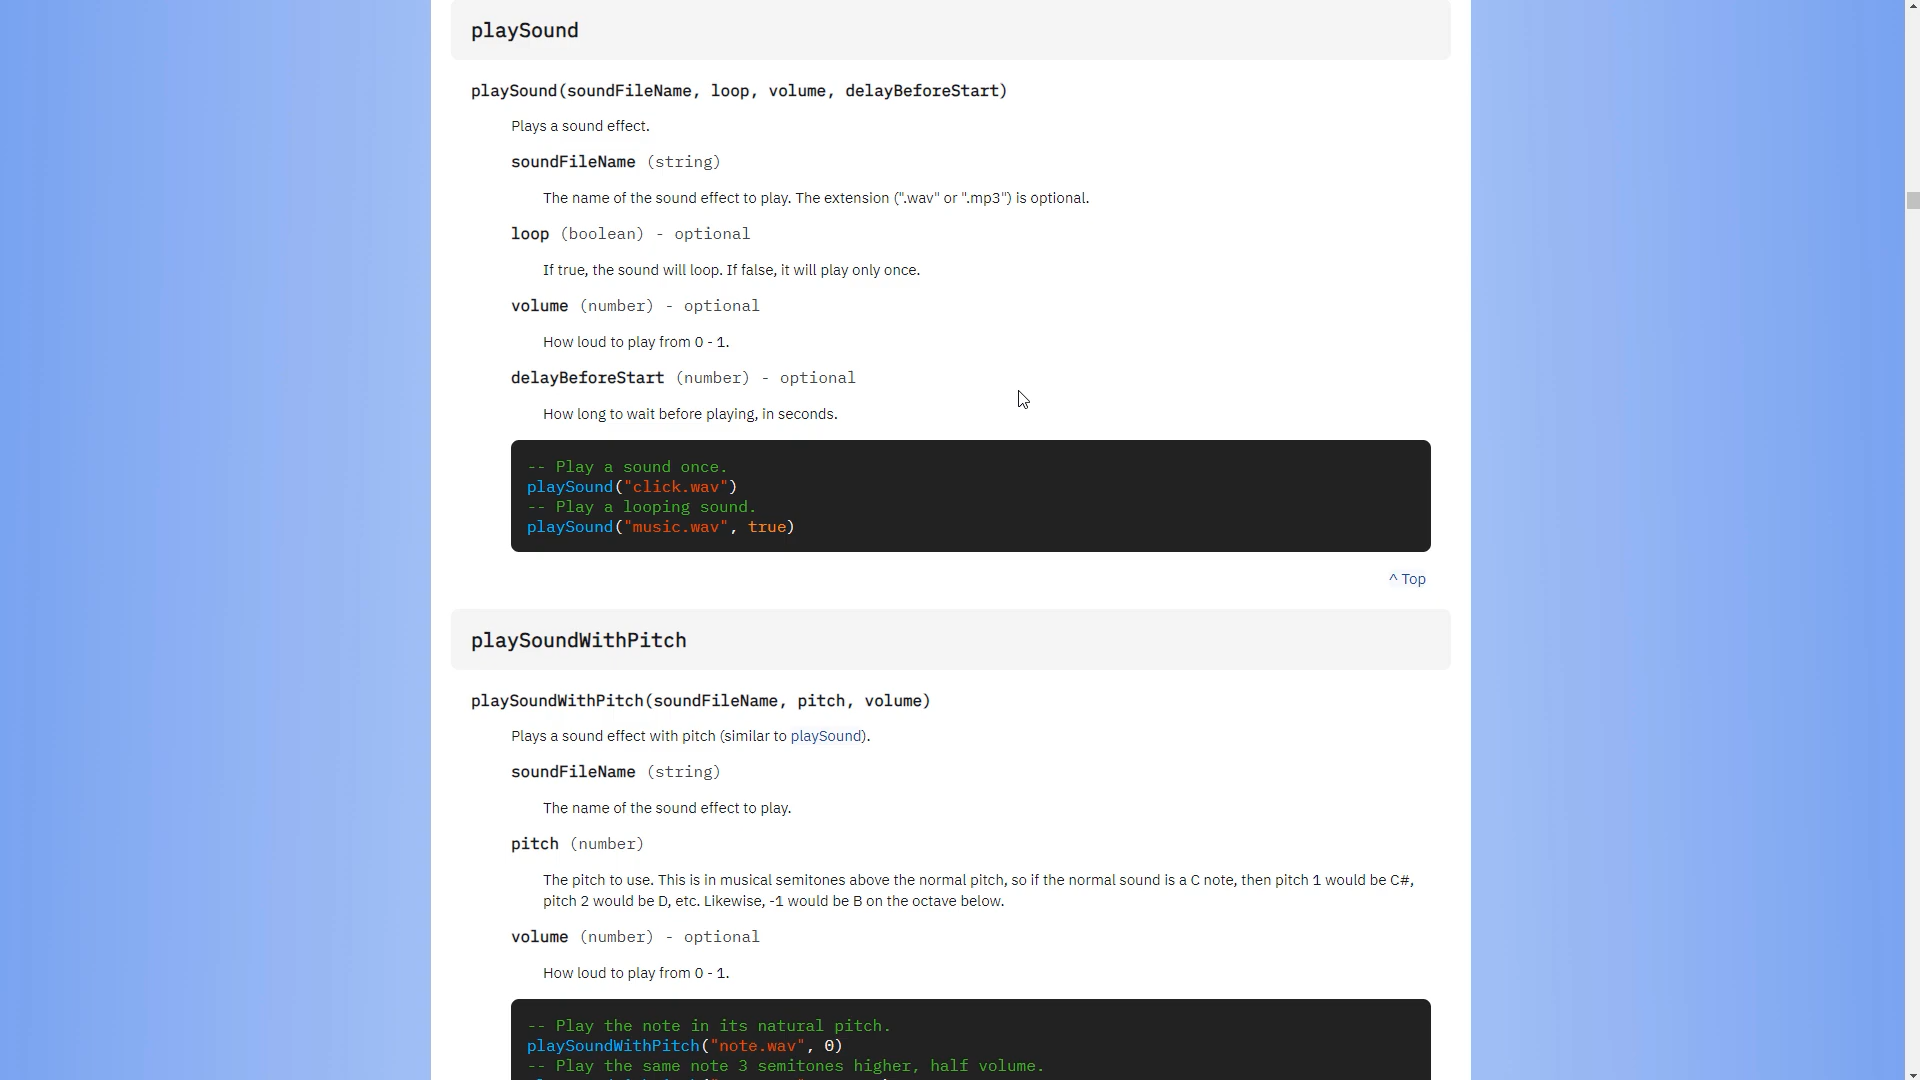 playSound
playSound(soundFileName, loop, volume, delayBeforeStart)
Plays a sound effect.
soundFileName (string)
The name of the sound effect to play. The extension (".wav" or ".mp3") is optional.
loop (boolean) - optional
If true, the sound will loop. If false, it will play only once.
volume (number) - optional
How loud to play from 0 - 1.
delayBeforeStart (number) - optional
How long to wait before playing, in seconds.
-- Play a sound once.
playSound("click.wav")
-- Play a looping sound.
playSound("music.wav", true)
^ Top
playSoundWithPitch
playSoundWithPitch(soundFileName, pitch, volume)
Plays a sound effect with pitch (similar to playSound).
soundFileName (string)
The name of the sound effect to play.
pitch (number)
The pitch to use. This is in musical semitones above the normal pitch, so if the normal sound is a C note, then pitch 1 would be C#,
pitch 2 would be D, etc. Likewise, -1 would be B on the octave below.
volume (number) - optional
How loud to play from 0 - 1.
-- Play the note in its natural pitch.
playSoundWithPitch("note.wav", 0)
-- Play the same note 3 semitones higher, half volume.